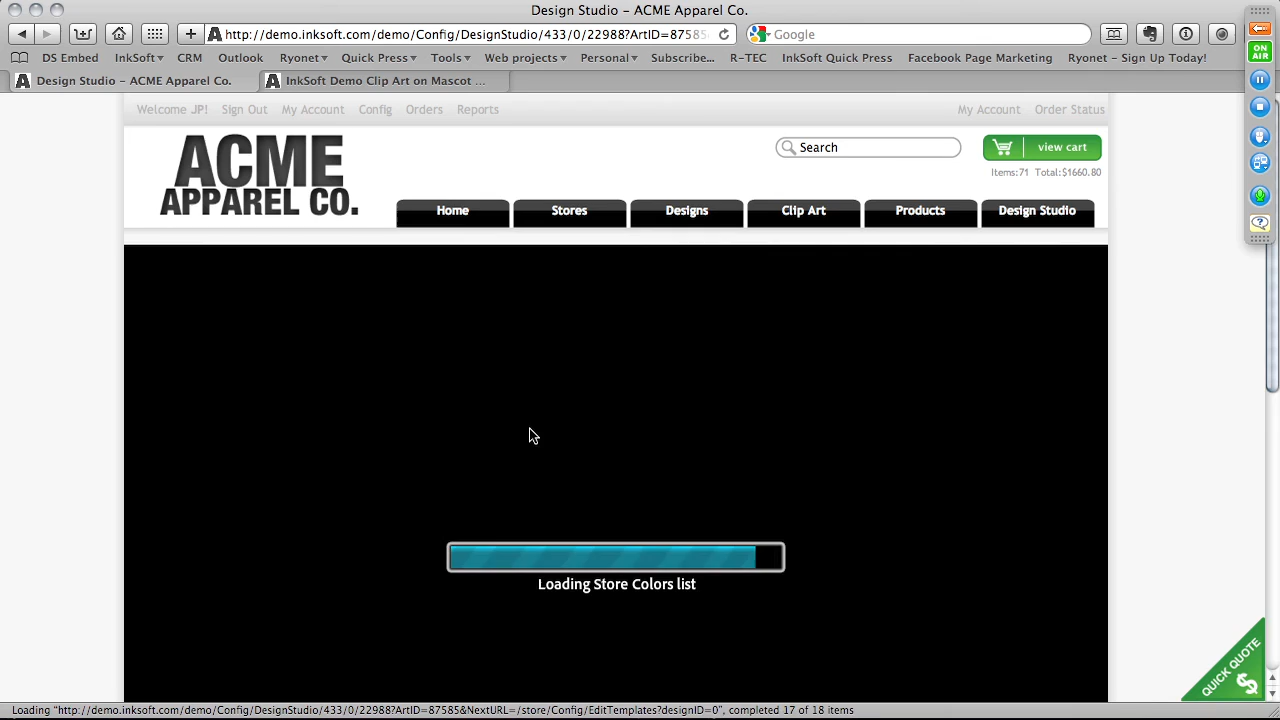 Design Studio – ACME Apparel Co.
http://demo.inksoft.com/demo/Config/DesignStudio/433/0/22988?ArtID=87585
Google
DS Embed InkSoft CRM Outlook Ryonet Quick Press Tools Web projects Personal Subscribe... R-TEC InkSoft Quick Press Facebook Page Marketing Ryonet – Sign Up Today!
Design Studio – ACME Apparel Co. InkSoft Demo Clip Art on Mascot ...
ON
AIR
Welcome JP! Sign Out My Account Config Orders Reports My Account Order Status
ACME
APPAREL CO.
Search
view cart
Items:71 Total:$1660.80
Home Stores Designs Clip Art Products Design Studio
Loading Store Colors list
QUICK QUOTE
$
Loading "http://demo.inksoft.com/demo/Config/DesignStudio/433/0/22988?ArtID=87585&NextURL=/store/Config/EditTemplates?designID=0", completed 17 of 18 items